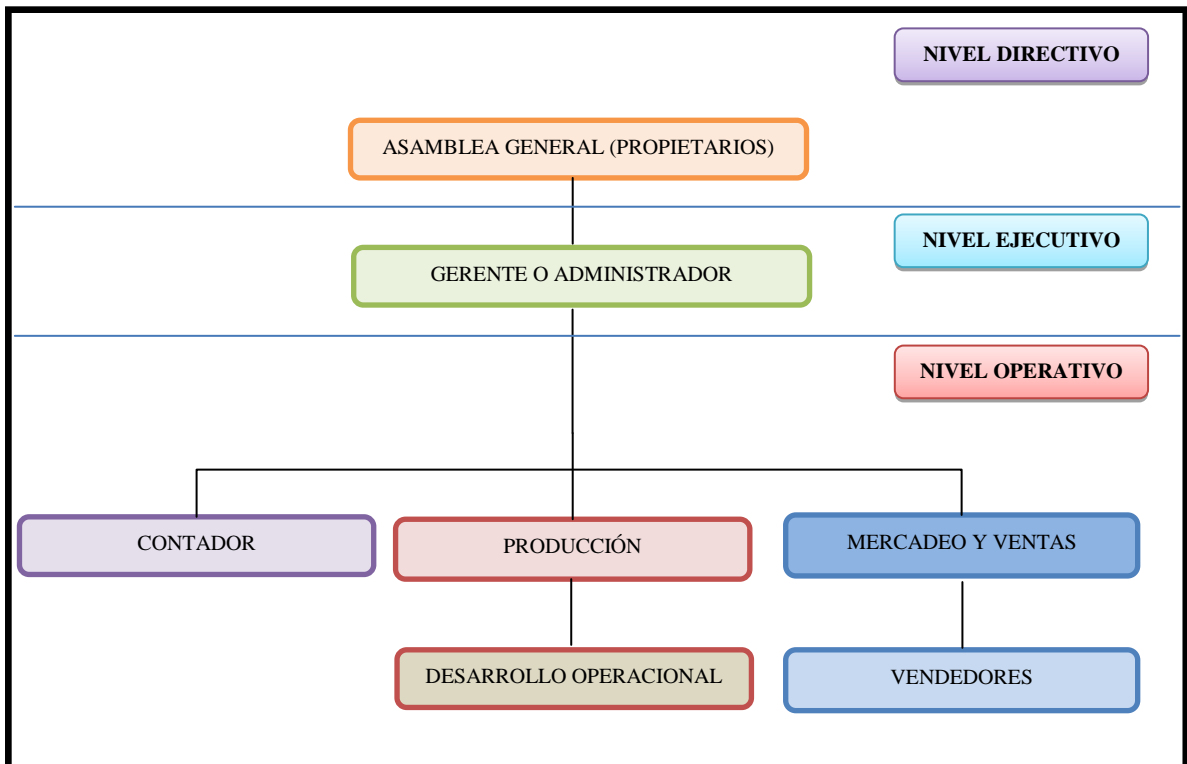 NIVEL DIRECTIVO
ASAMBLEA GENERAL (PROPIETARIOS)
NIVEL EJECUTIVO
GERENTE O ADMINISTRADOR
NIVEL OPERATIVO
CONTADOR
PRODUCCIÓN
MERCADEO Y VENTAS
DESARROLLO OPERACIONAL
VENDEDORES